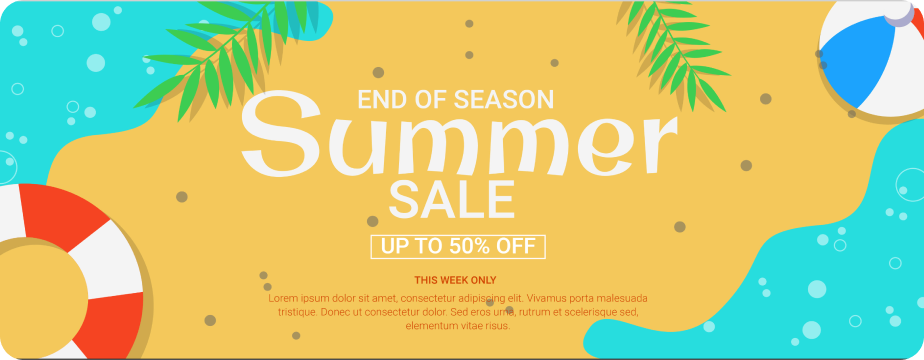 END OF SEASON
Summer
SALE
UP TO 50% OFF
THIS WEEK ONLY
Lorem ipsum dolor sit amet, consectetur adipiscing elit. Vivamus porta malesuada
tristique. Donec ut consectetur dolor. Sed eros urna, rutrum et scelerisque sed,
elementum vitae risus.